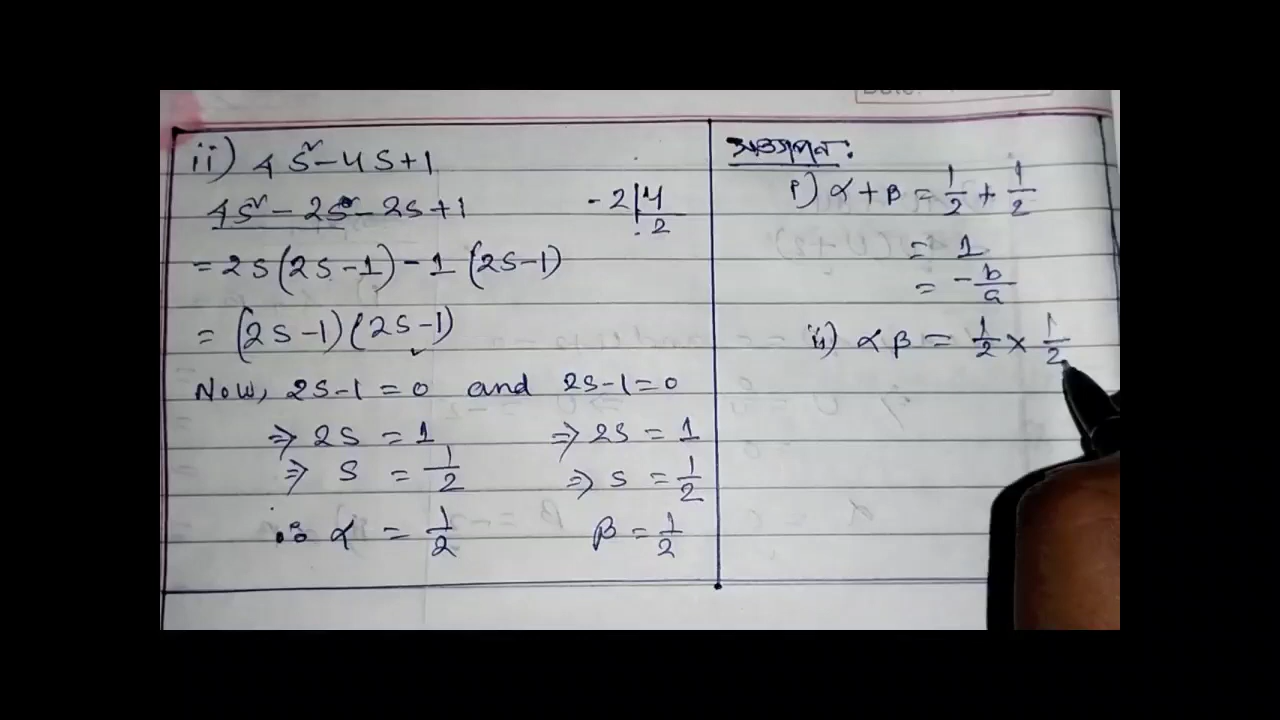 ii) 4s² - 4s + 1
4s² - 2s - 2s + 1
-2|4
2
= 2s(2s - 1) - 1 (2s - 1)
= (2s - 1)(2s - 1)
Now, 2s - 1 = 0 and 2s - 1 = 0
⇒ 2s = 1 ⇒ 2s = 1
⇒ s = 1/2 ⇒ s = 1/2
∴ α = 1/2 β = 1/2
i) α + β = 1/2 + 1/2
= 1
= -b/a
ii) αβ = 1/2 × 1/2